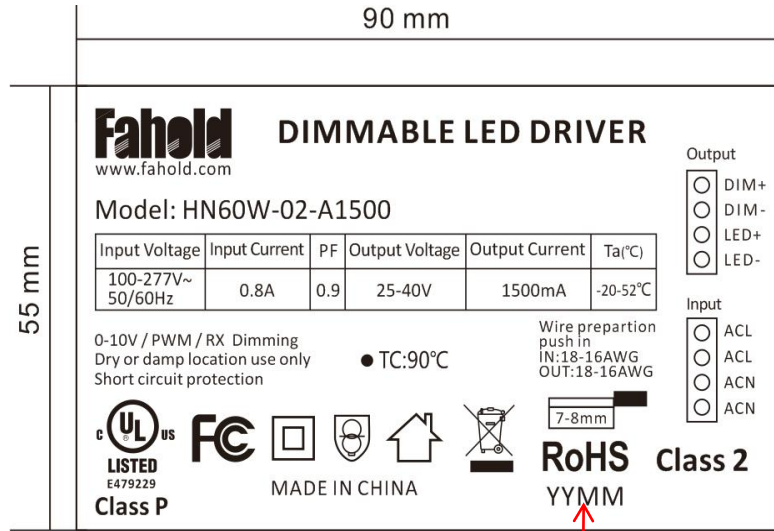 90 mm
55 mm
Fahold
www.fahold.com
DIMMABLE LED DRIVER
Model: HN60W-02-A1500
Input Voltage Input Current PF Output Voltage Output Current Ta(℃)
100-277V~
50/60Hz
0.8A 0.9 25-40V 1500mA -20-52℃
Output
DIM+
DIM-
LED+
LED-
Input
ACL
ACL
ACN
ACN
0-10V / PWM / RX Dimming
Dry or damp location use only
Short circuit protection
● TC:90℃
Wire prepartion
push in
IN:18-16AWG
OUT:18-16AWG
7-8mm
C UL ® US
LISTED
E479229
Class P
FC
MADE IN CHINA
RoHS
Class 2
YYMM